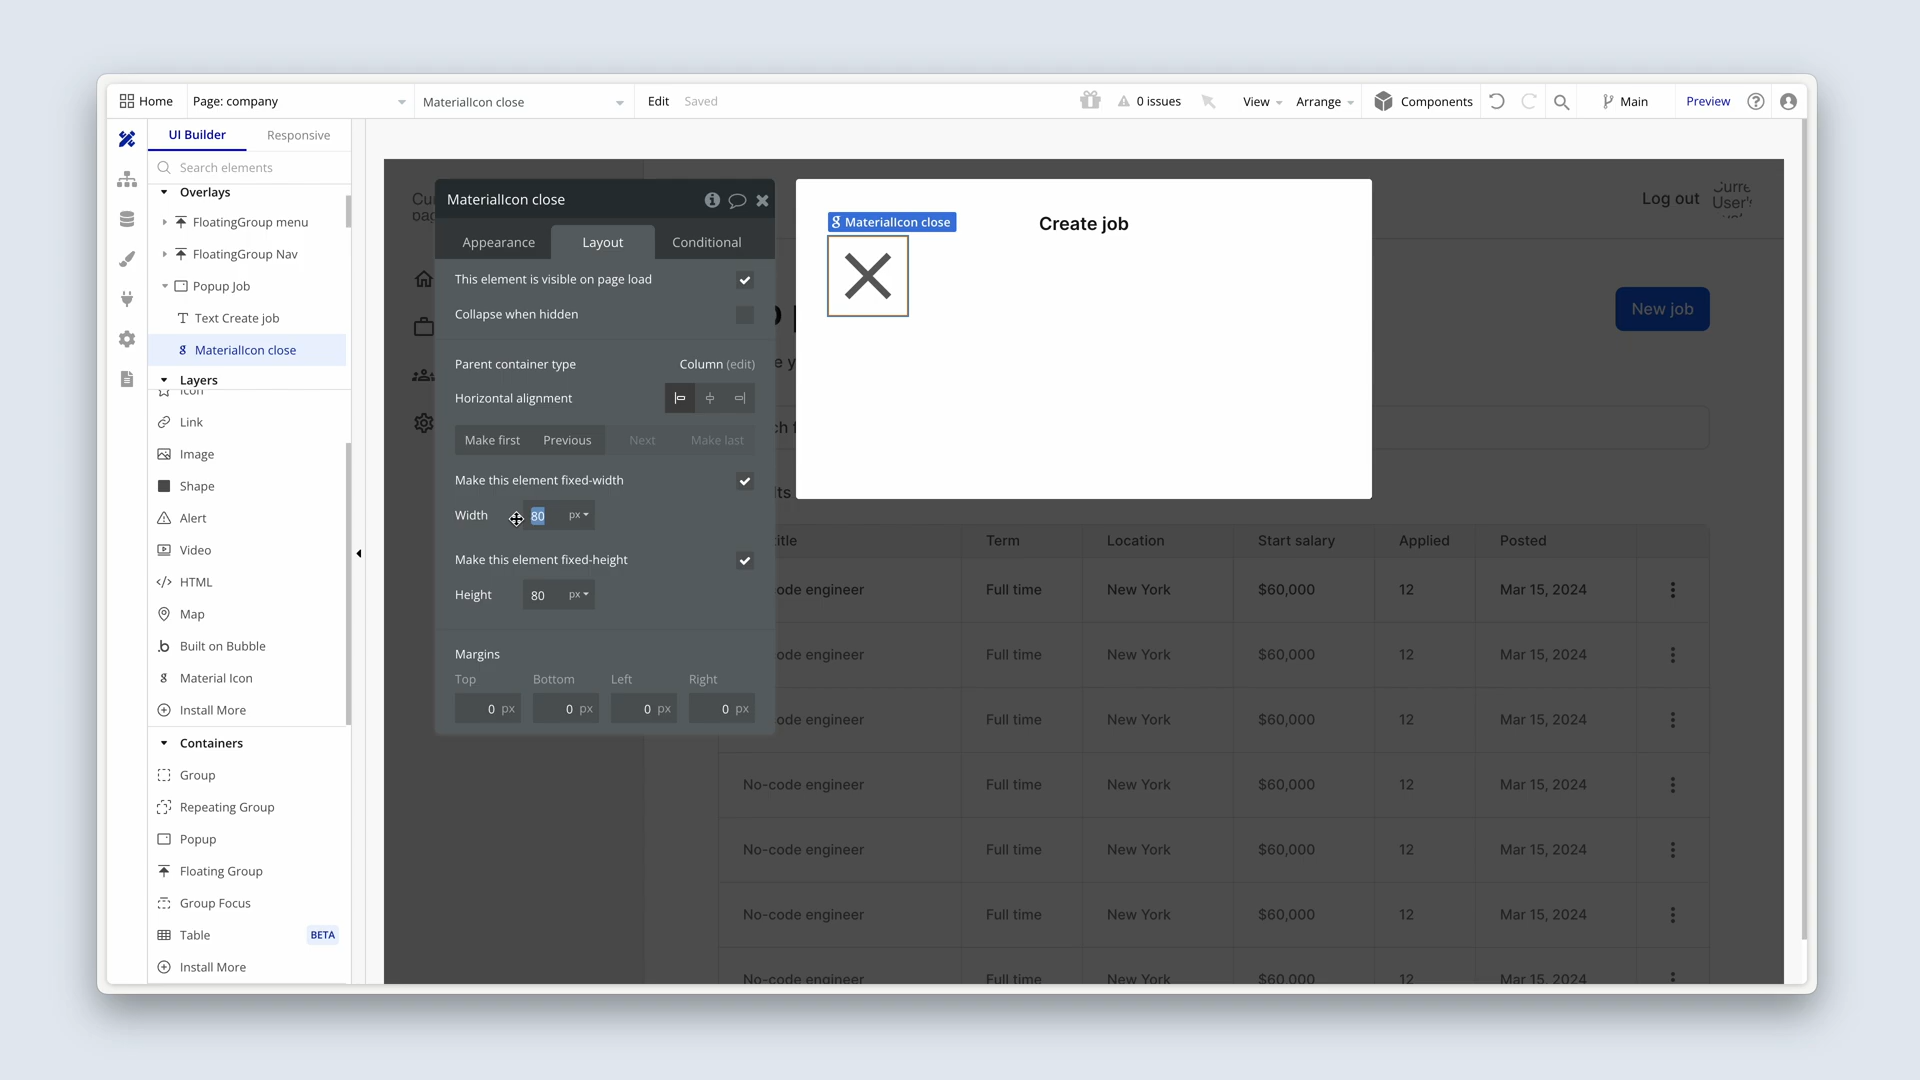 Home
Page: company
MaterialIcon close
Edit
Saved
0 issues
View
Arrange
Components
Main
Preview
UI Builder
Responsive
Search elements
Overlays
FloatingGroup menu
FloatingGroup Nav
Popup Job
Text Create job
MaterialIcon close
Layers
Icon
Link
Image
Shape
Alert
Video
HTML
Map
Built on Bubble
Material Icon
Install More
Containers
Group
Repeating Group
Popup
Floating Group
Group Focus
Table BETA
Install More
MaterialIcon close
Appearance
Layout
Conditional
This element is visible on page load
Collapse when hidden
Parent container type Column (edit)
Horizontal alignment
Make first Previous Next Make last
Make this element fixed-width
Width 80 px
Make this element fixed-height
Height 80 px
Margins
Top Bottom Left Right
0 px 0 px 0 px 0 px
MaterialIcon close
Create job
Log out
Curre
User's
New job
Term Location Start salary Applied Posted
ode engineer Full time New York $60,000 12 Mar 15, 2024
ode engineer Full time New York $60,000 12 Mar 15, 2024
ode engineer Full time New York $60,000 12 Mar 15, 2024
No-code engineer Full time New York $60,000 12 Mar 15, 2024
No-code engineer Full time New York $60,000 12 Mar 15, 2024
No-code engineer Full time New York $60,000 12 Mar 15, 2024
No-code engineer Full time New York $60,000 12 Mar 15, 2024